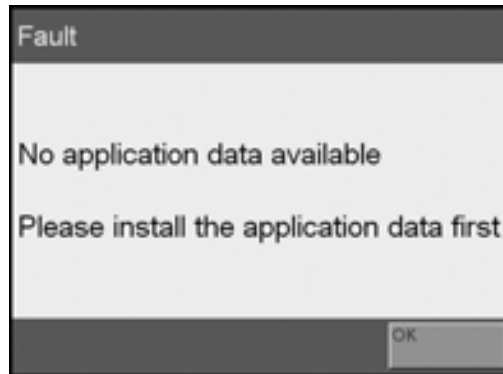 Fault
No application data available
Please install the application data first
OK